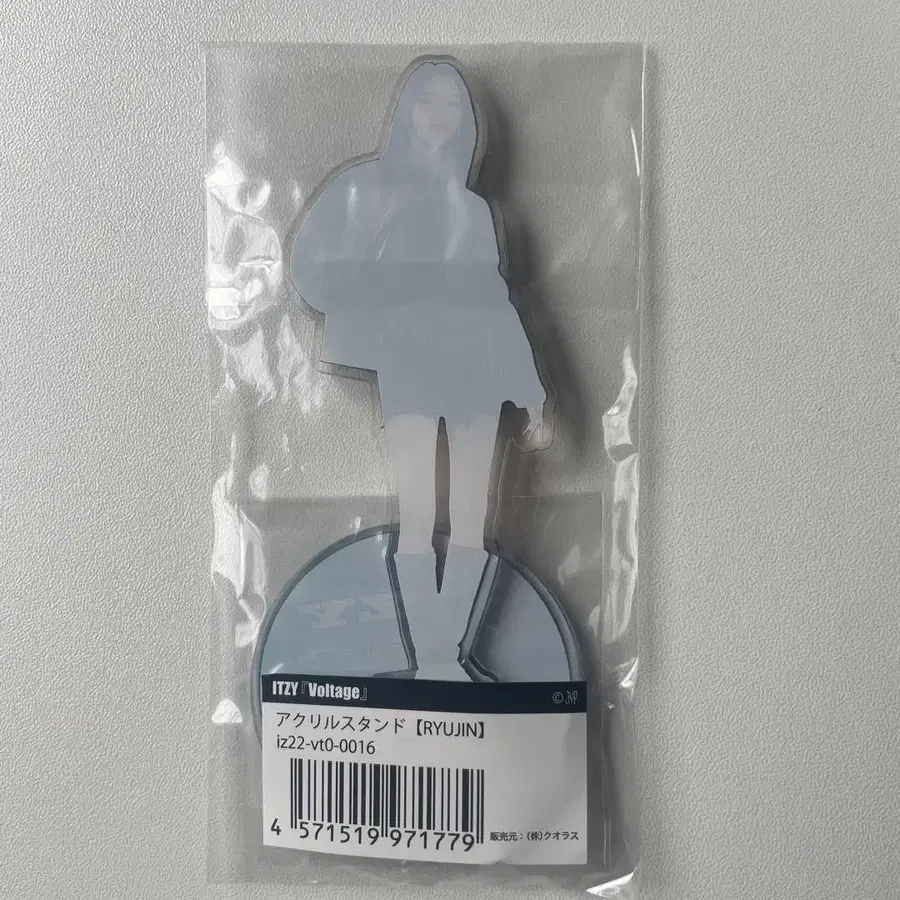 ITZY『Voltage』
© JYP
アクリルスタンド【RYUJIN】
iz22-vt0-0016
4 571519 971779
販売元：（株）クオラス